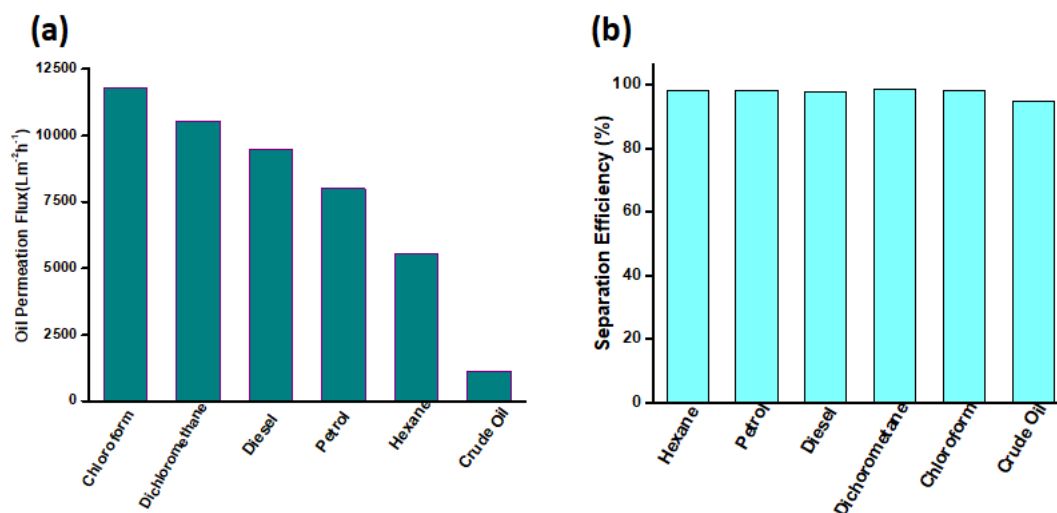 (a)
Oil Permeation Flux(Lm⁻²h⁻¹)
12500
10000
7500
5000
2500
0
Chloroform
Dichloromethane
Diesel
Petrol
Hexane
Crude Oil
(b)
Separation Efficiency (%)
100
80
60
40
20
0
Hexane
Petrol
Diesel
Dichorometane
Chloroform
Crude Oil